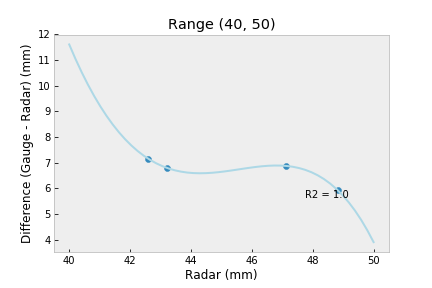 Range (40, 50)
Difference (Gauge - Radar) (mm)
12
11
10
9
8
7
6
5
4
R2 = 1.0
40 42 44 46 48 50
Radar (mm)